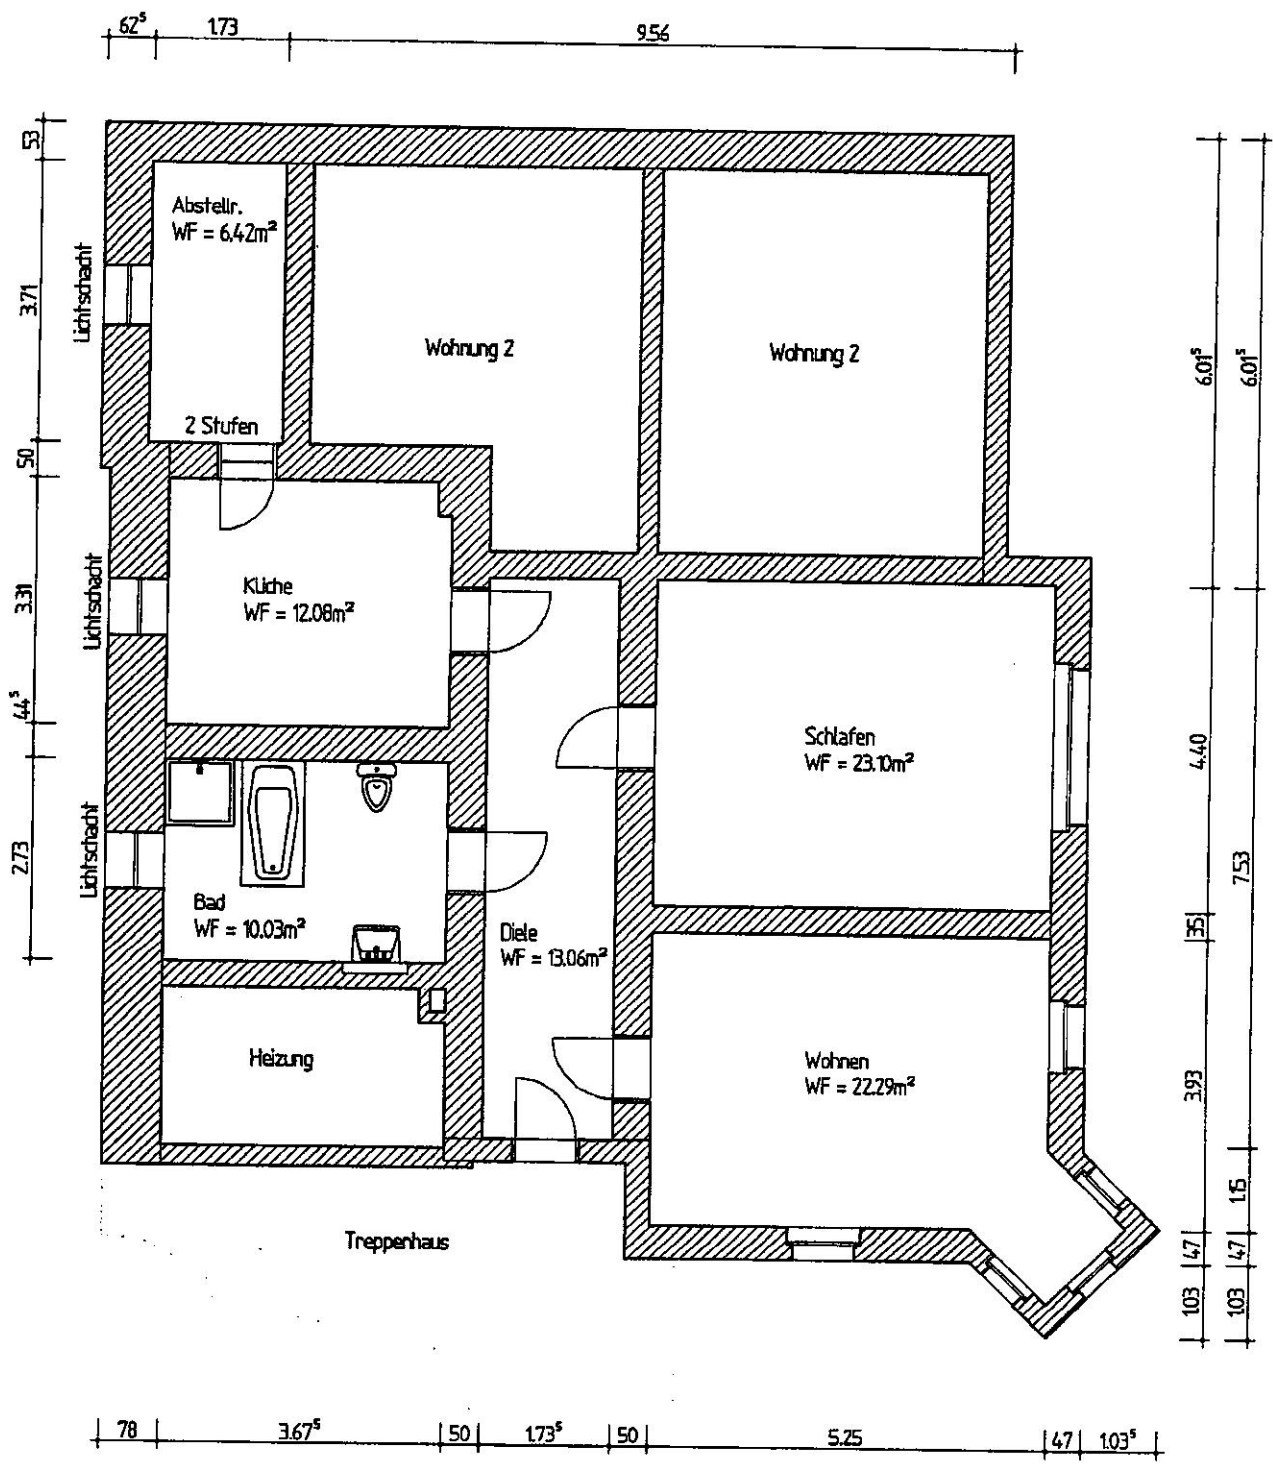 62⁵
1.73
9.56
53
3.71
50
3.31
44⁵
2.73
Lichtschacht
Lichtschacht
Lichtschacht
Abstellr.
WF = 6.42m²
2 Stufen
Wohnung 2
Wohnung 2
Küche
WF = 12.08m²
Schlafen
WF = 23.10m²
Bad
WF = 10.03m²
Diele
WF = 13.06m²
Heizung
Wohnen
WF = 22.29m²
Treppenhaus
6.01⁵
4.40
35
3.93
47
1.03
6.01⁵
7.53
1.15
47
1.03
78
3.67⁵
50
1.73⁵
50
5.25
47
1.03⁵